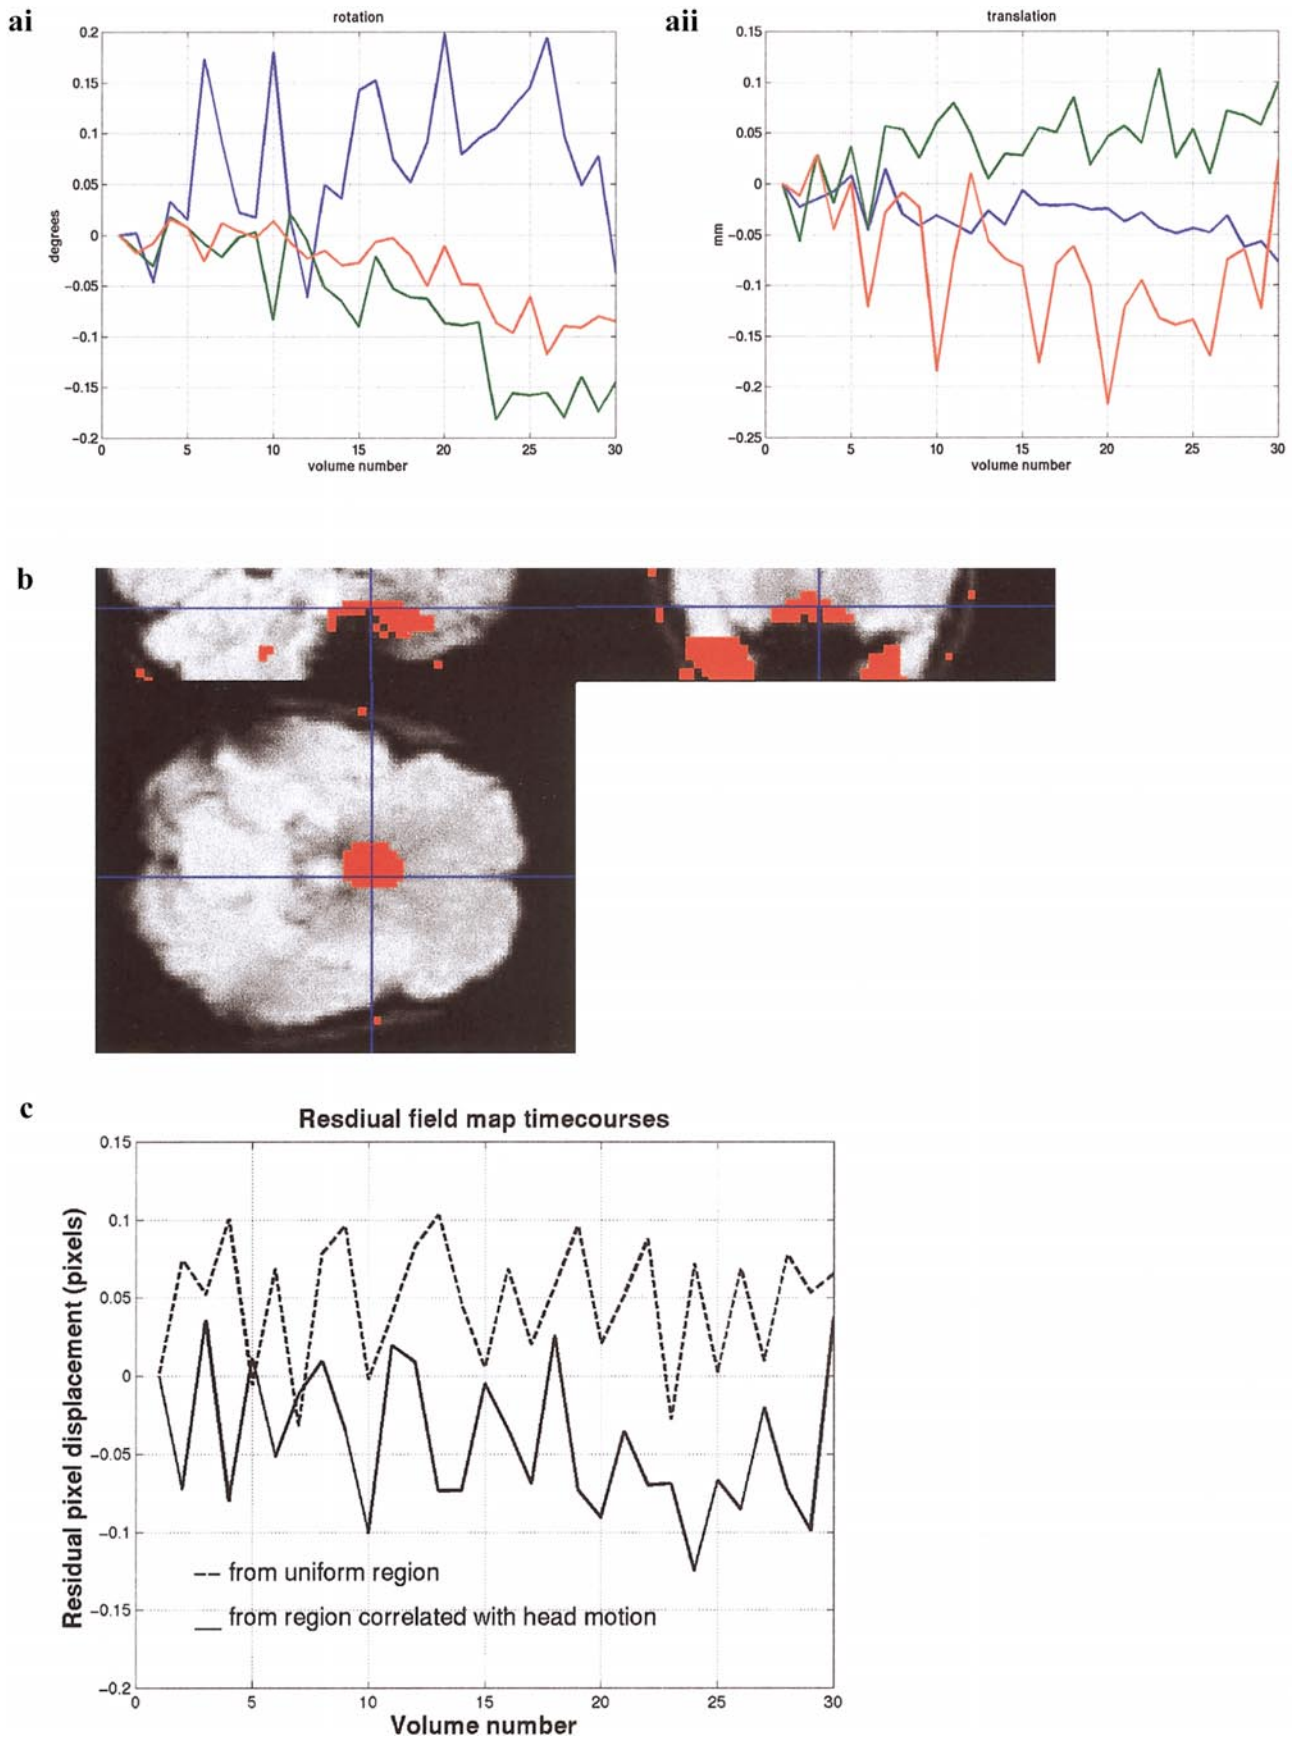 ai
rotation
0.2
0.15
0.1
0.05
0
−0.05
−0.1
−0.15
−0.2
degrees
0 5 10 15 20 25 30
volume number
aii
translation
0.15
0.1
0.05
0
−0.05
−0.1
−0.15
−0.2
−0.25
mm
0 5 10 15 20 25 30
volume number
b
c
Resdiual field map timecourses
0.15
0.1
0.05
0
−0.05
−0.1
−0.15
−0.2
Residual pixel displacement (pixels)
from uniform region
from region correlated with head motion
0 5 10 15 20 25 30
Volume number